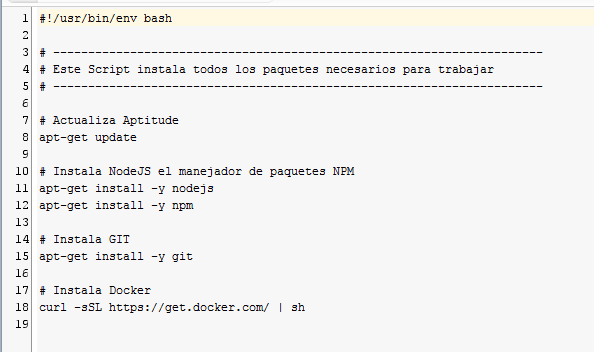 1 #!/usr/bin/env bash
2
3 # ----------------------------------------------------------------------
4 # Este Script instala todos los paquetes necesarios para trabajar
5 # ----------------------------------------------------------------------
6
7 # Actualiza Aptitude
8 apt-get update
9
10 # Instala NodeJS el manejador de paquetes NPM
11 apt-get install -y nodejs
12 apt-get install -y npm
13
14 # Instala GIT
15 apt-get install -y git
16
17 # Instala Docker
18 curl -sSL https://get.docker.com/ | sh
19